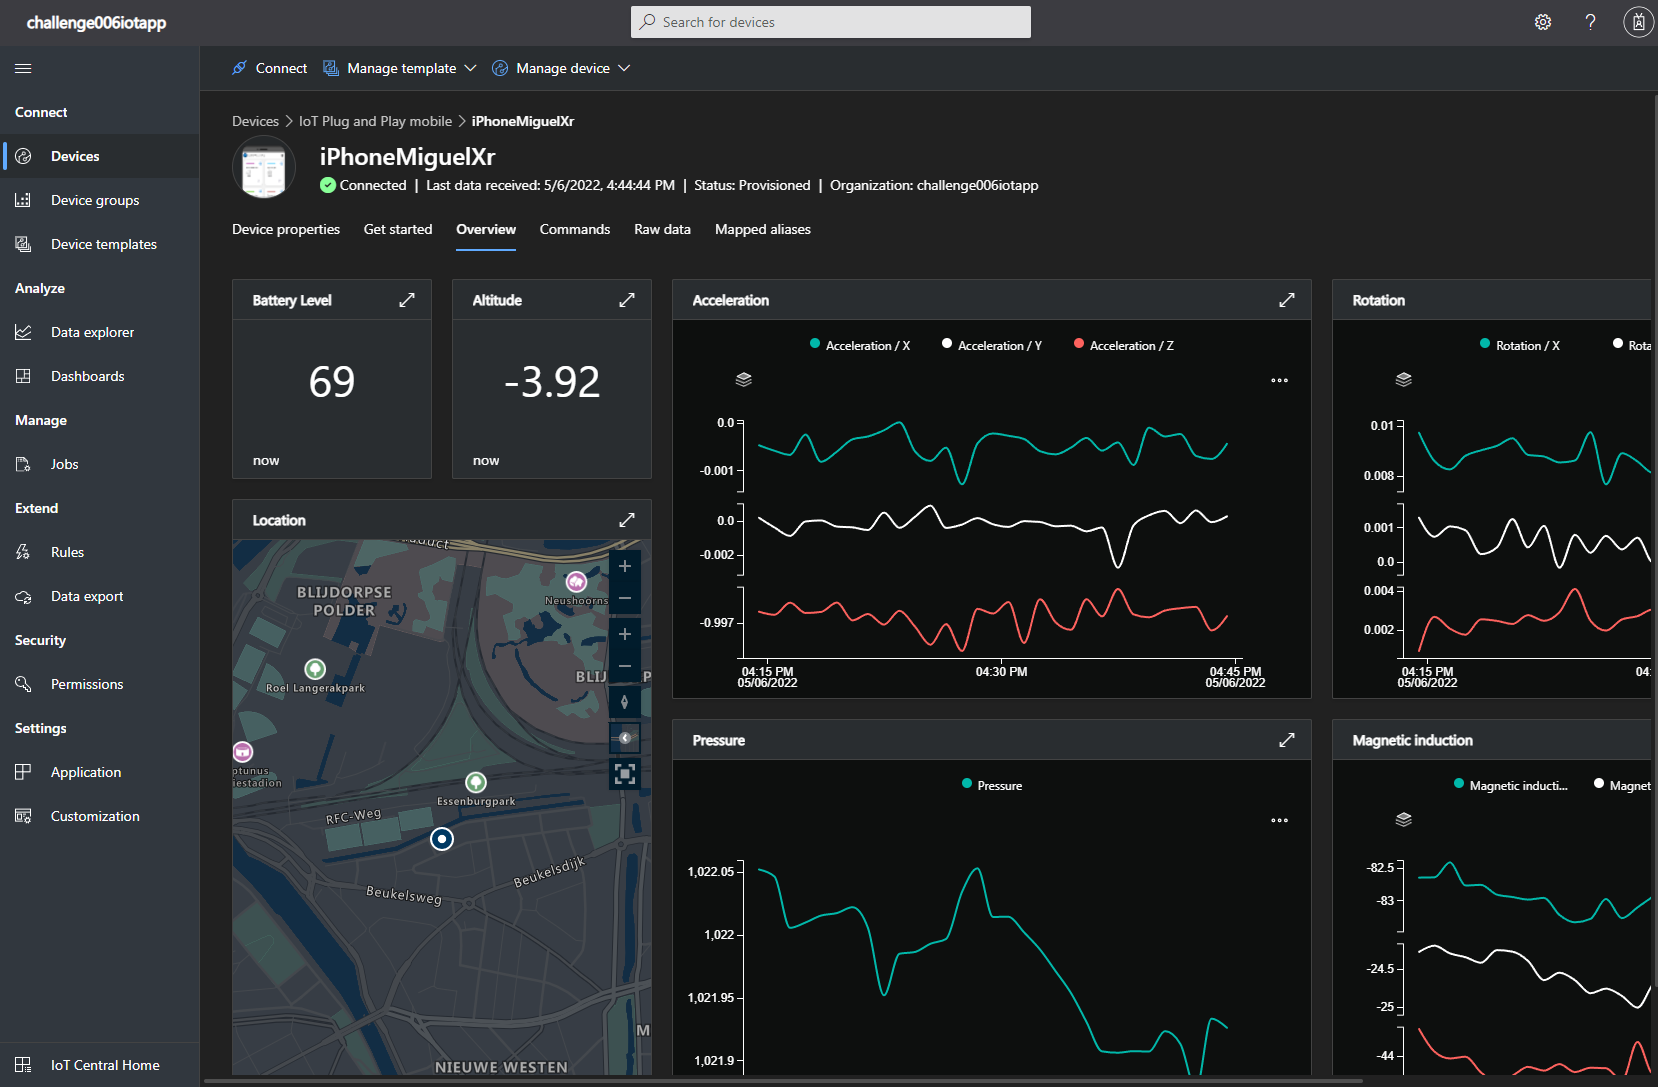 challenge006iotapp
Search for devices
Connect
Manage template
Manage device
Connect
Devices
Device groups
Device templates
Analyze
Data explorer
Dashboards
Manage
Jobs
Extend
Rules
Data export
Security
Permissions
Settings
Application
Customization
IoT Central Home
Devices > IoT Plug and Play mobile > iPhoneMiguelXr
iPhoneMiguelXr
Connected | Last data received: 5/6/2022, 4:44:44 PM | Status: Provisioned | Organization: challenge006iotapp
Device properties
Get started
Overview
Commands
Raw data
Mapped aliases
Battery Level
69
now
Altitude
-3.92
now
Location
duct
BLIJDORPSE
POLDER
Neushoorns
Roel Langerakpark
BLIJ
P
ptunus
iestadion
Essenburgpark
RFC-Weg
Beukelsdijk
Beukelsweg
M
NIEUWE WESTEN
Acceleration
Acceleration / X
Acceleration / Y
Acceleration / Z
0.0
-0.001
0.0
-0.002
-0.997
04:15 PM
05/06/2022
04:30 PM
04:45 PM
05/06/2022
Rotation
Rotation / X
Rota
0.01
0.008
0.001
0.0
0.004
0.002
04:15 PM
05/06/2022
04:
Pressure
Pressure
1,022.05
1,022
1,021.95
1,021.9
Magnetic induction
Magnetic inducti...
Magnet
-82.5
-83
-24.5
-25
-44